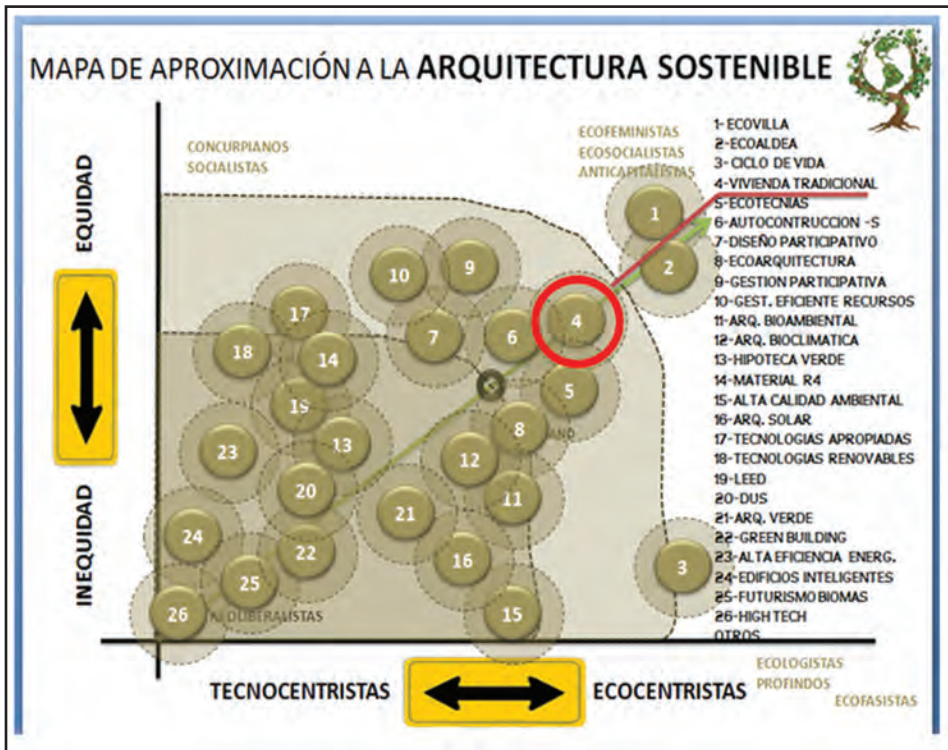 MAPA DE APROXIMACIÓN A LA ARQUITECTURA SOSTENIBLE
CONCURPIANOS
SOCIALISTAS
ECOFEMINISTAS
ECOSOCIALISTAS
ANTICAPITALISTAS
1-ECOVILLA
2-ECOALDEA
3-CICLO DE VIDA
4-VIVIENDA TRADICIONAL
5-ECOTECNIAS
6-AUTOCONTRUCCION -S
7-DISEÑO PARTICIPATIVO
8-ECOARQUITECTURA
9-GESTION PARTICIPATIVA
10-GEST. EFICIENTE RECURSOS
11-ARQ. BIOAMBIENTAL
12-ARQ. BIOCLIMATICA
13-HIPOTECA VERDE
14-MATERIAL R4
15-ALTA CALIDAD AMBIENTAL
16-ARQ. SOLAR
17-TECNOLOGIAS APROPIADAS
18-TECNOLOGIAS RENOVABLES
19-LEED
20-DUS
21-ARQ. VERDE
22-GREEN BUILDING
23-ALTA EFICIENCIA ENERG.
24-EDIFICIOS INTELIGENTES
25-FUTURISMO BIOMAS
26-HIGH TECH
OTROS
EQUIDAD
INEQUIDAD
1
2
10
9
17
4
7
6
18
14
5
19
8
13
23
12
20
11
21
24
22
16
3
25
26
15
TECNOCENTRISTAS
ECOCENTRISTAS
ECOLOGISTAS
PROFINDOS
ECOFASISTAS